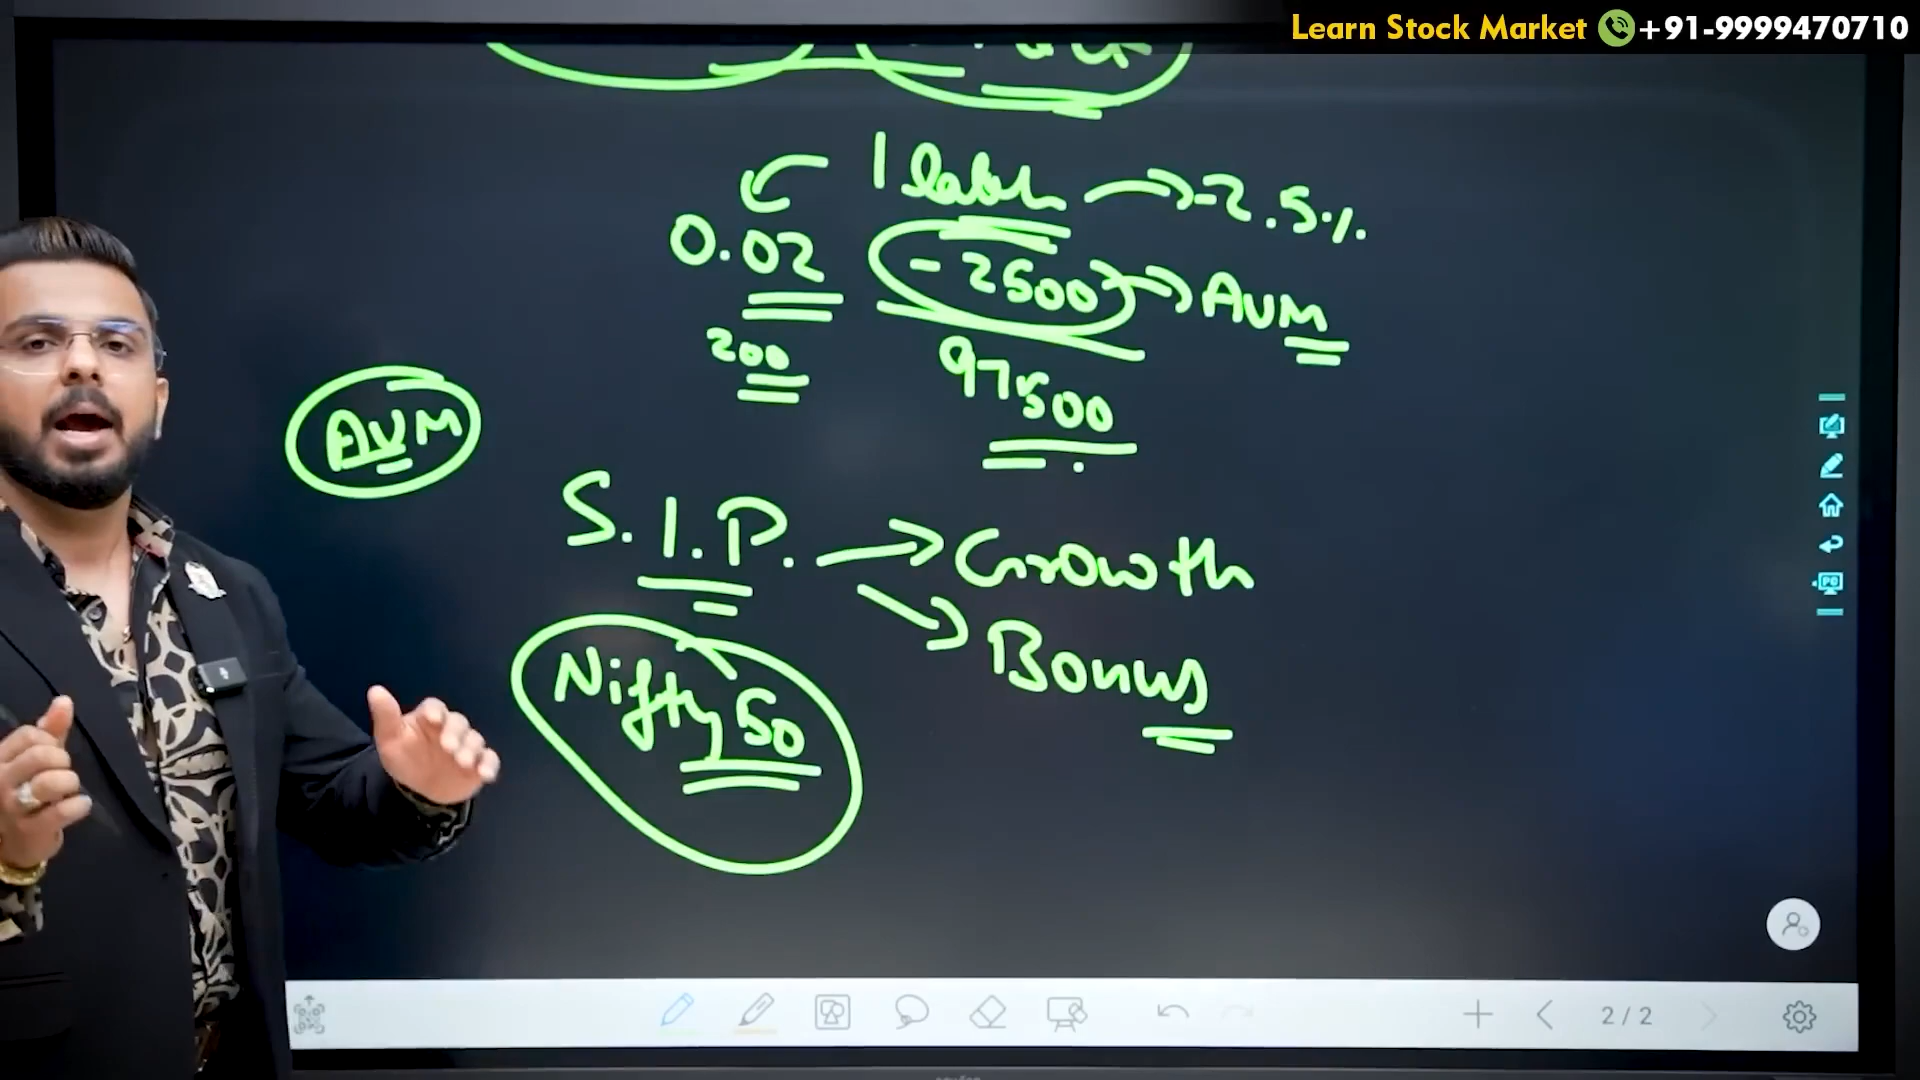 Learn Stock Market +91-9999470710
1 lakh → -2.5%
0.02 - 2500 → AUM
200
97500
AUM
S.I.P. → Growth
→ Bonus
Nifty 50
2 / 2